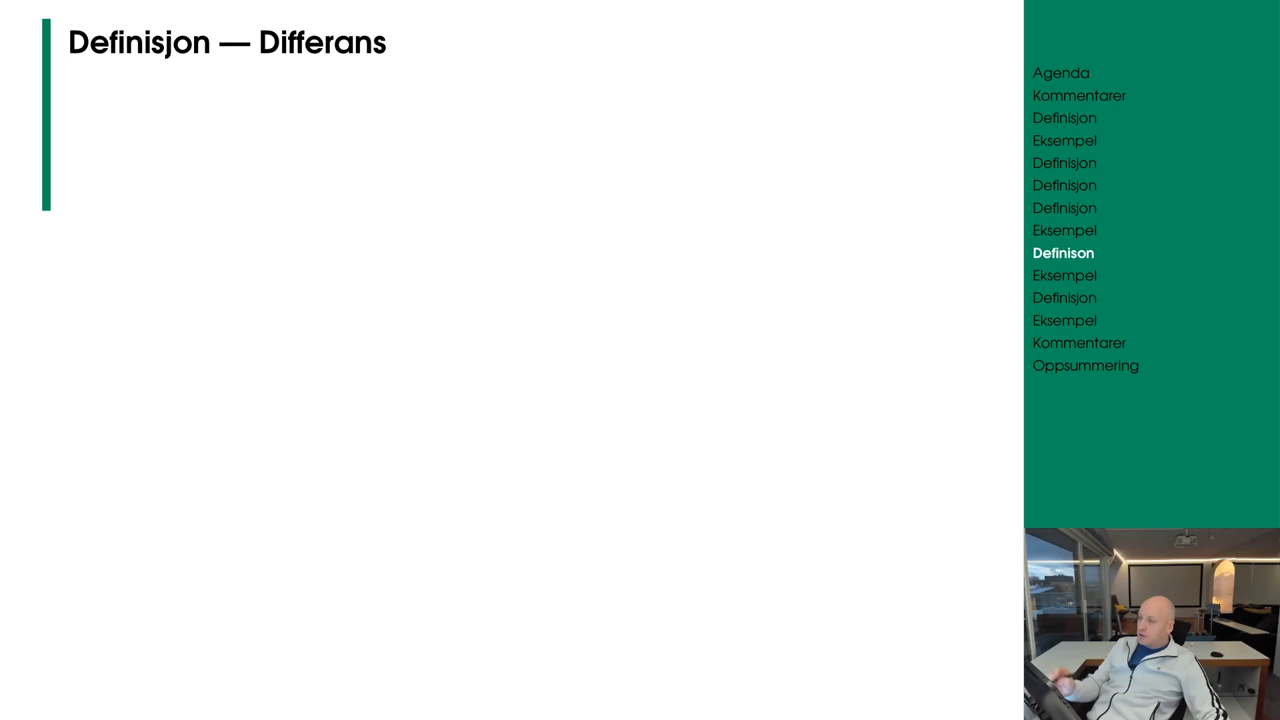 Definisjon — Differans
Agenda
Kommentarer
Definisjon
Eksempel
Definisjon
Definisjon
Definisjon
Eksempel
Definison
Eksempel
Definisjon
Eksempel
Kommentarer
Oppsummering